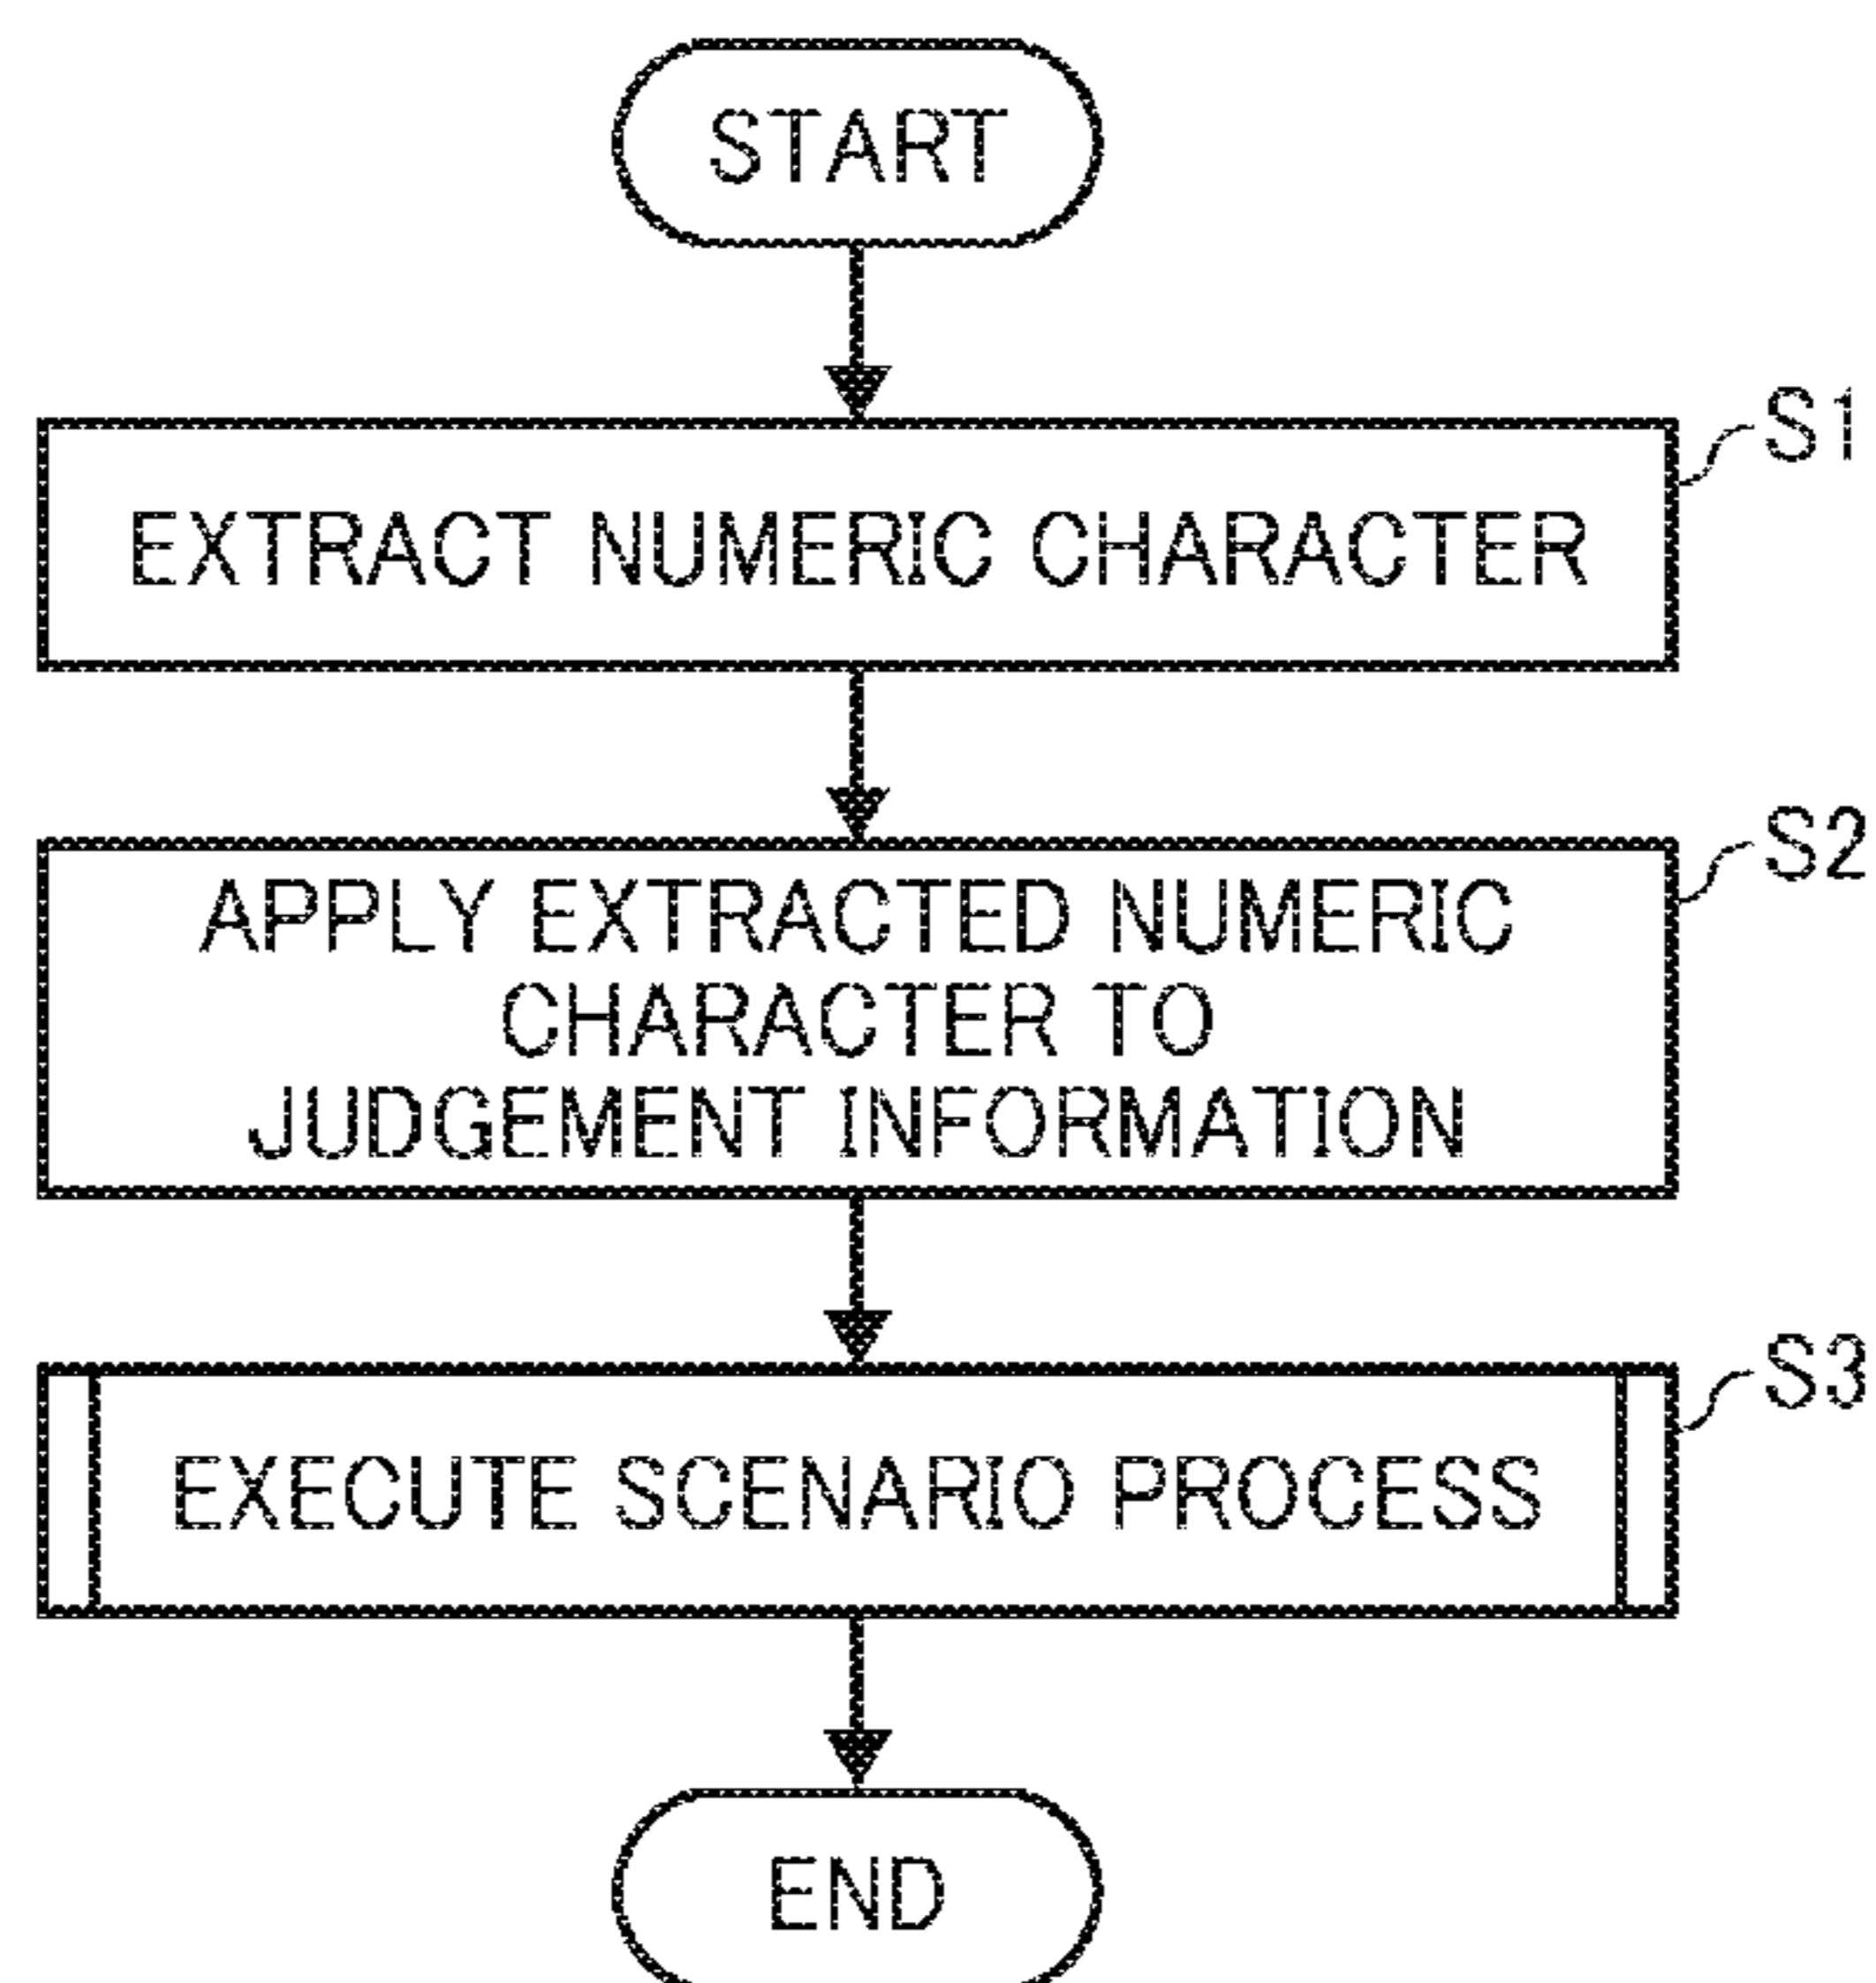 START
S1
EXTRACT NUMERIC CHARACTER
S2
APPLY EXTRACTED NUMERIC
CHARACTER TO
JUDGEMENT INFORMATION
S3
EXECUTE SCENARIO PROCESS
END